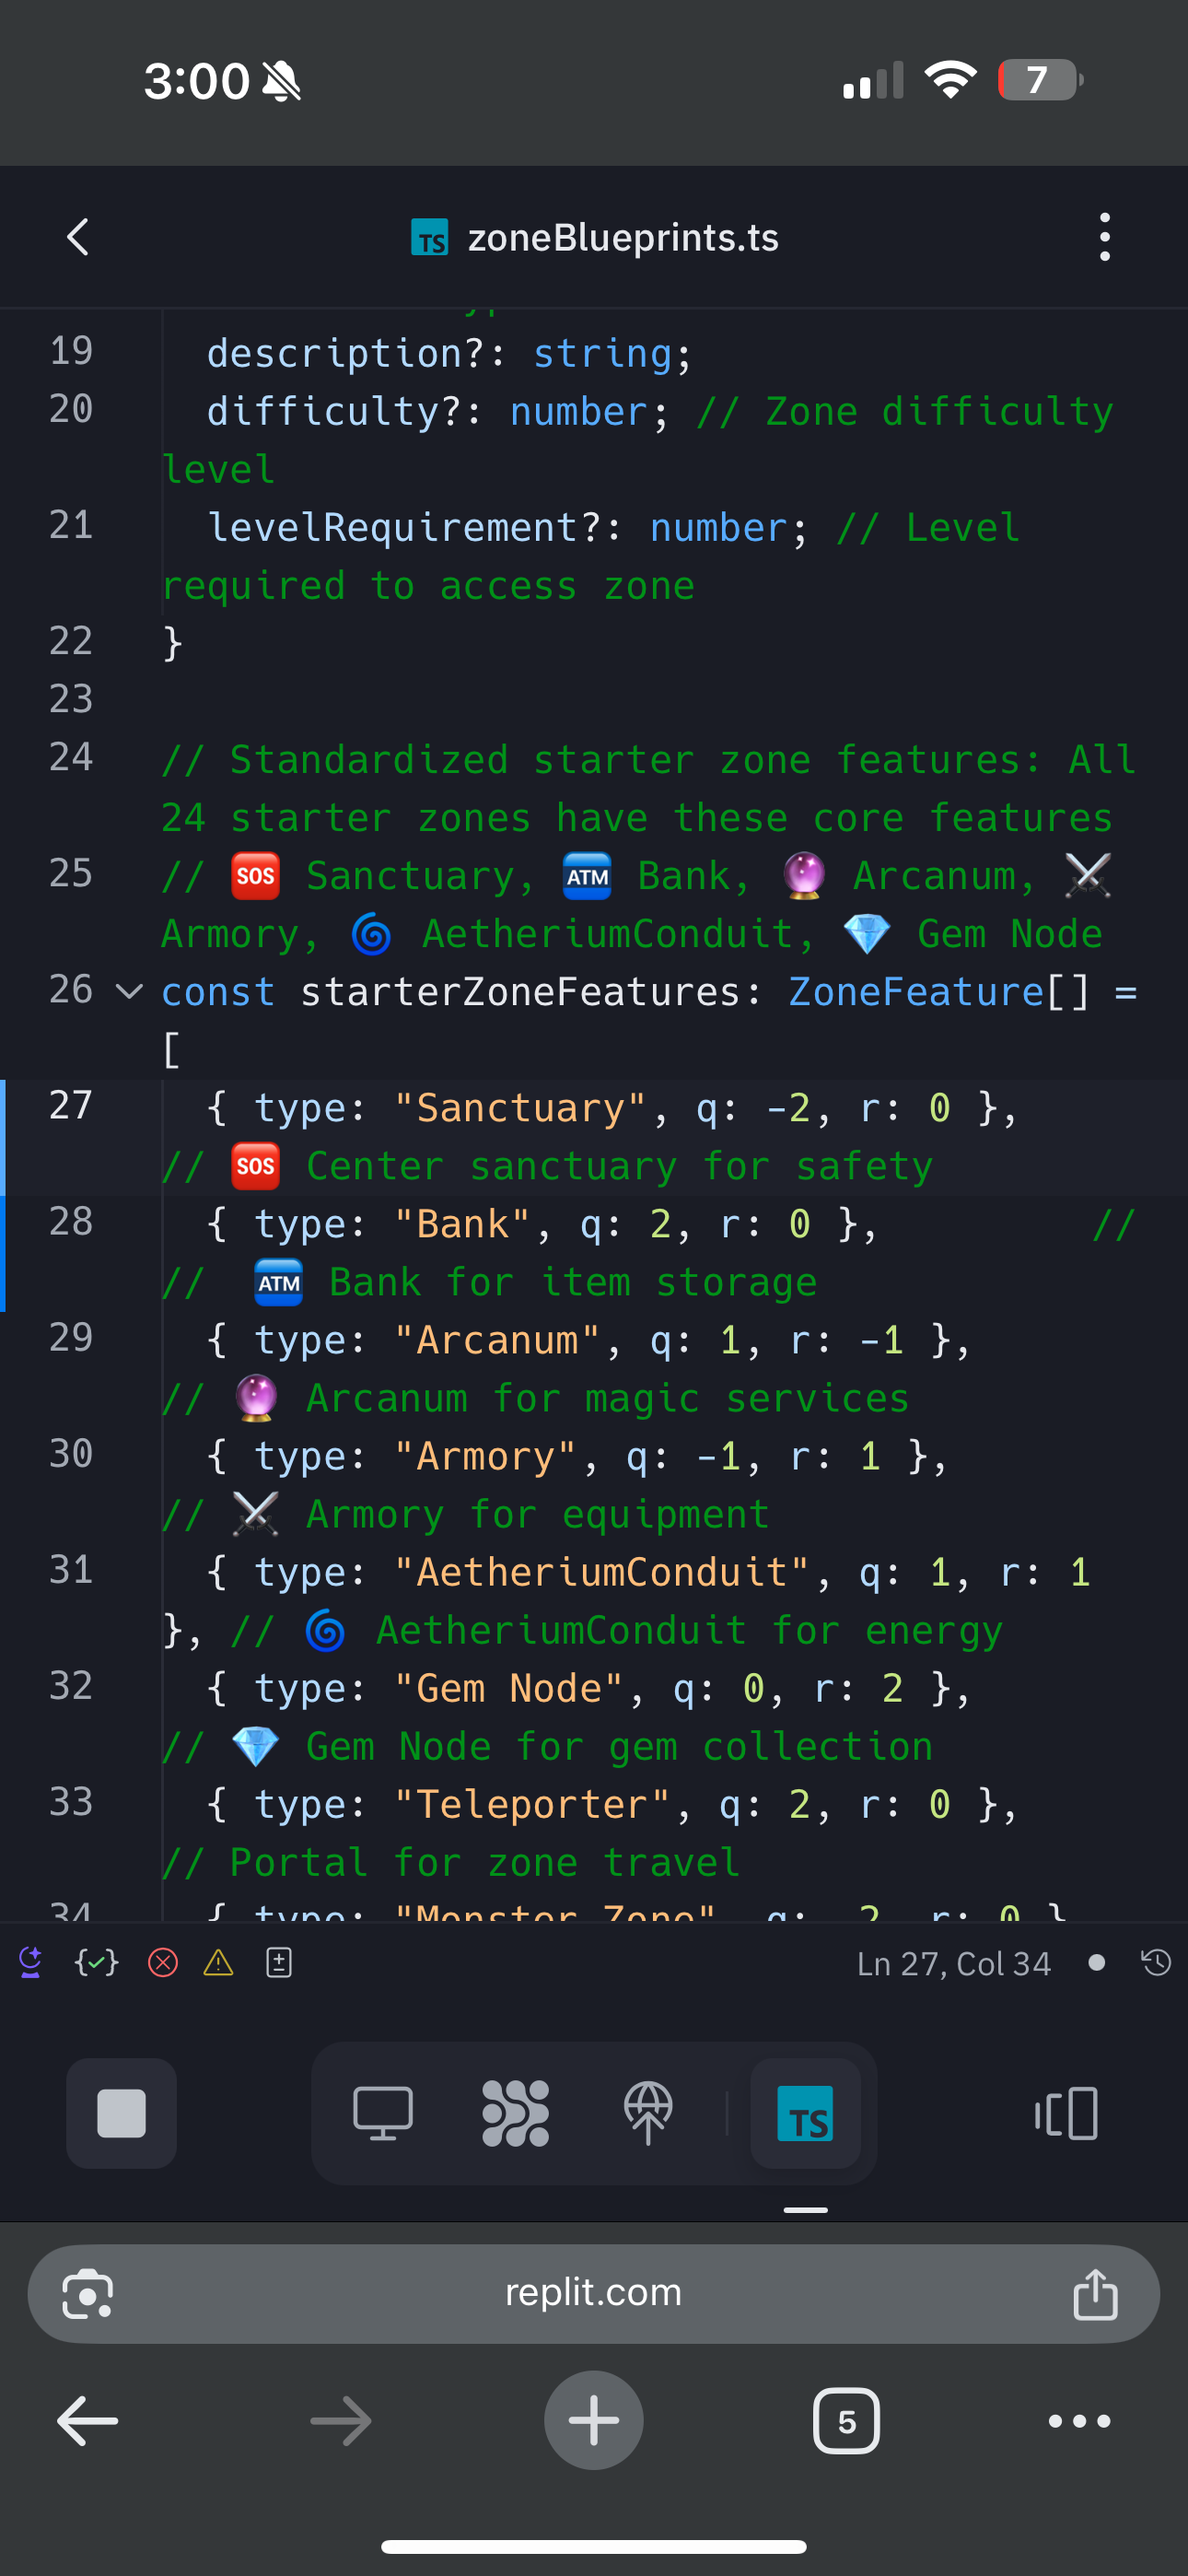 3:00
7
TS zoneBlueprints.ts
19 description?: string;
20 difficulty?: number; // Zone difficulty
level
21 levelRequirement?: number; // Level
required to access zone
22 }
23
24 // Standardized starter zone features: All
24 starter zones have these core features
25 // 🆘 Sanctuary, 🏧 Bank, 🔮 Arcanum, ⚔️
Armory, 🌀 AetheriumConduit, 💎 Gem Node
26 const starterZoneFeatures: ZoneFeature[] =
[
27 { type: "Sanctuary", q: -2, r: 0 },
// 🆘 Center sanctuary for safety
28 { type: "Bank", q: 2, r: 0 }, //
// 🏧 Bank for item storage
29 { type: "Arcanum", q: 1, r: -1 },
// 🔮 Arcanum for magic services
30 { type: "Armory", q: -1, r: 1 },
// ⚔️ Armory for equipment
31 { type: "AetheriumConduit", q: 1, r: 1
}, // 🌀 AetheriumConduit for energy
32 { type: "Gem Node", q: 0, r: 2 },
// 💎 Gem Node for gem collection
33 { type: "Teleporter", q: 2, r: 0 },
// Portal for zone travel
34 { type: "Monster Zone", q: 2, r: 0 }
Ln 27, Col 34
TS
replit.com
5